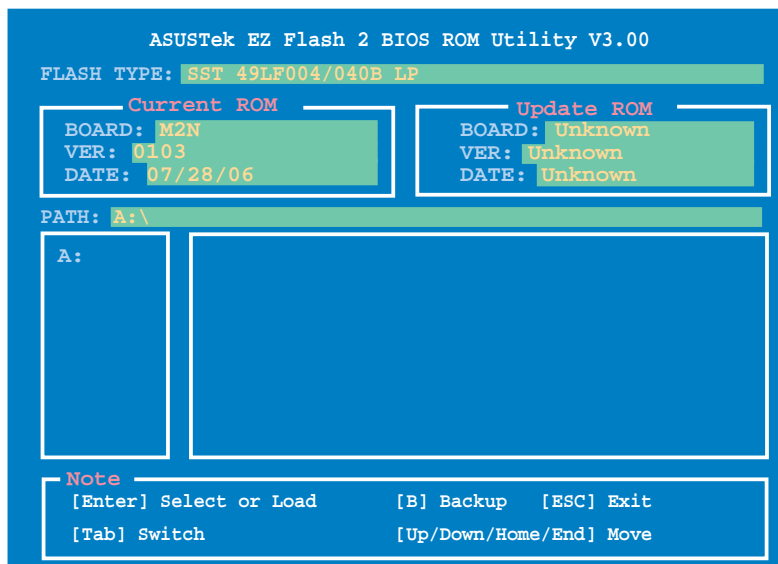 ASUSTek EZ Flash 2 BIOS ROM Utility V3.00
FLASH TYPE: SST 49LF004/040B LP
Current ROM
BOARD: M2N
VER: 0103
DATE: 07/28/06
Update ROM
BOARD: Unknown
VER: Unknown
DATE: Unknown
PATH: A:\
A:
Note
[Enter] Select or Load [B] Backup [ESC] Exit
[Tab] Switch [Up/Down/Home/End] Move